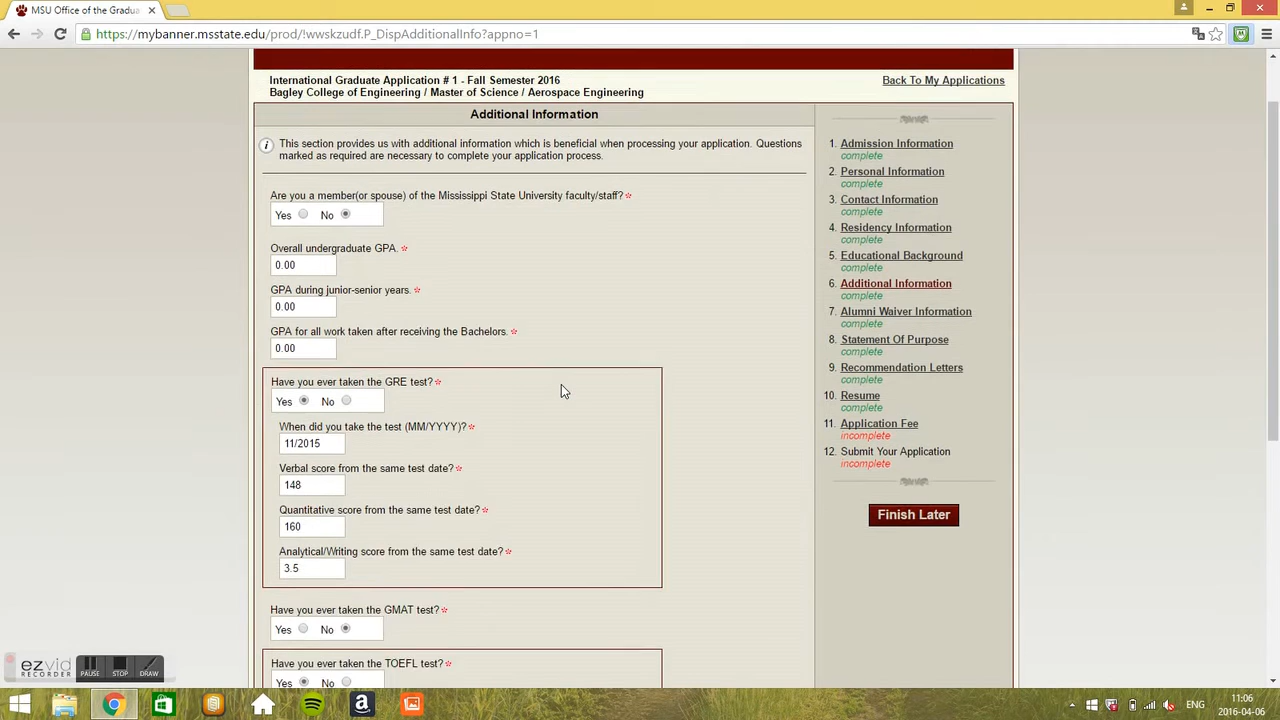 MSU Office of the Gradua
https://mybanner.msstate.edu/prod/!wwskzudf.P_DispAdditionalInfo?appno=1
International Graduate Application # 1 - Fall Semester 2016
Bagley College of Engineering / Master of Science / Aerospace Engineering
Back To My Applications
Additional Information
This section provides us with additional information which is beneficial when processing your application. Questions
marked as required are necessary to complete your application process.
Are you a member(or spouse) of the Mississippi State University faculty/staff?*
Yes No
Overall undergraduate GPA. *
0.00
GPA during junior-senior years. *
0.00
GPA for all work taken after receiving the Bachelors. *
0.00
Have you ever taken the GRE test?*
Yes No
When did you take the test (MM/YYYY)?*
11/2015
Verbal score from the same test date?*
148
Quantitative score from the same test date?*
160
Analytical/Writing score from the same test date?*
3.5
Have you ever taken the GMAT test?*
Yes No
Have you ever taken the TOEFL test?*
Yes No
1. Admission Information
complete
2. Personal Information
complete
3. Contact Information
complete
4. Residency Information
complete
5. Educational Background
complete
6. Additional Information
complete
7. Alumni Waiver Information
complete
8. Statement Of Purpose
complete
9. Recommendation Letters
complete
10. Resume
complete
11. Application Fee
incomplete
12. Submit Your Application
incomplete
Finish Later
ezvid
RECORDER
PAUSE
STOP
DRAW
ENG
11:06
2016-04-06